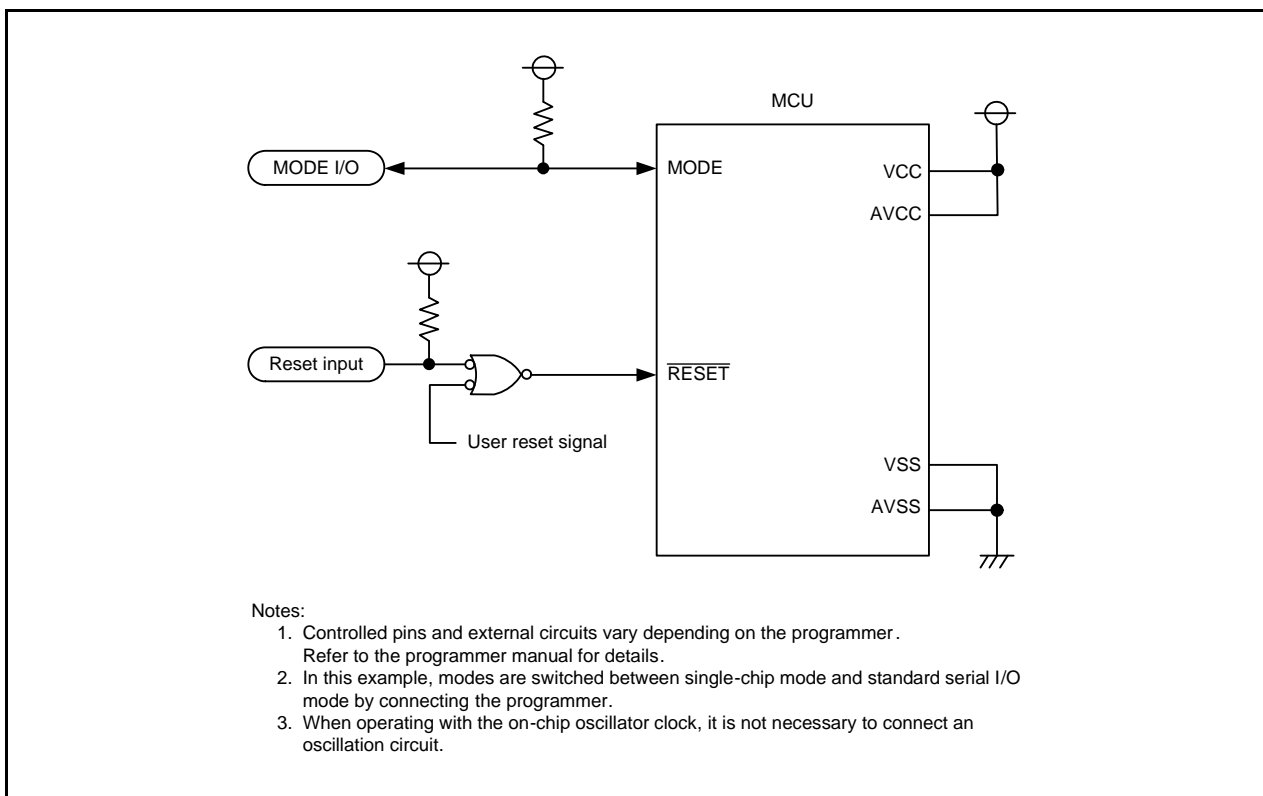 MCU
MODE I/O
MODE
VCC
AVCC
Reset input
RESET
User reset signal
VSS
AVSS
Notes:
1. Controlled pins and external circuits vary depending on the programmer.
Refer to the programmer manual for details.
2. In this example, modes are switched between single-chip mode and standard serial I/O
mode by connecting the programmer.
3. When operating with the on-chip oscillator clock, it is not necessary to connect an
oscillation circuit.